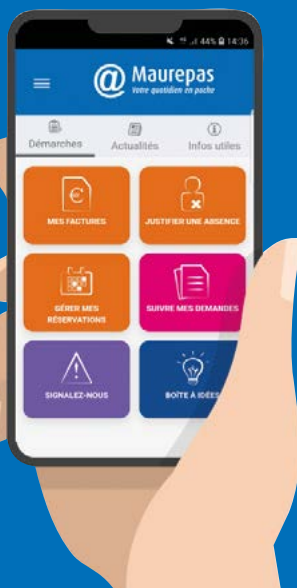 44% 14:36
@ Maurepas
Votre quotidien en poche
Démarches
Actualités
Infos utiles
MES FACTURES
JUSTIFIER UNE ABSENCE
GÉRER MES
RÉSERVATIONS
SUIVRE MES DEMANDES
SIGNALEZ-NOUS
BOÎTE À IDÉES